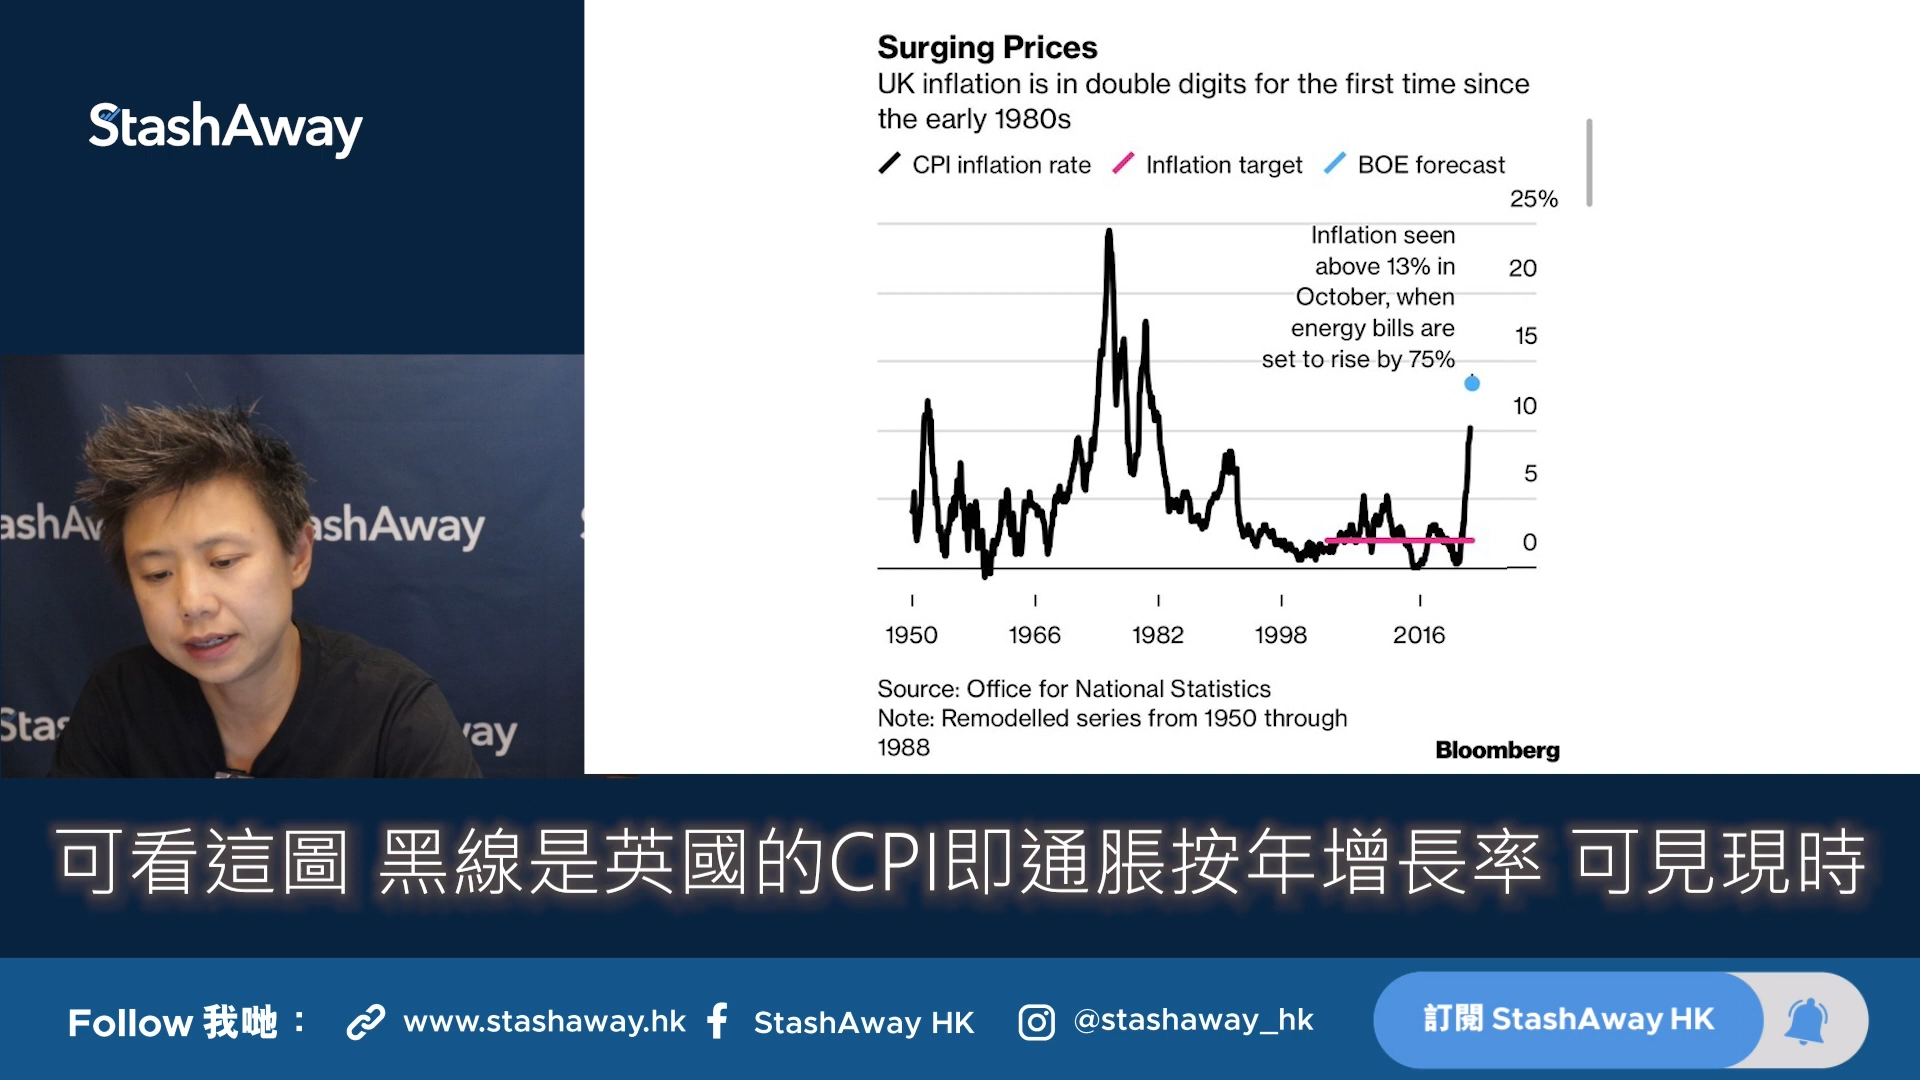 StashAway
Surging Prices
UK inflation is in double digits for the first time since
the early 1980s
CPI inflation rate
Inflation target
BOE forecast
25%
Inflation seen
above 13% in
October, when
energy bills are
set to rise by 75%
20
15
10
5
0
1950
1966
1982
1998
2016
Source: Office for National Statistics
Note: Remodelled series from 1950 through
1988
Bloomberg
ashAw
ashAway
Stas
way
可看這圖 黑線是英國的CPI即通脹按年增長率 可見現時
Follow 我哋：
www.stashaway.hk
StashAway HK
@stashaway_hk
訂閱 StashAway HK